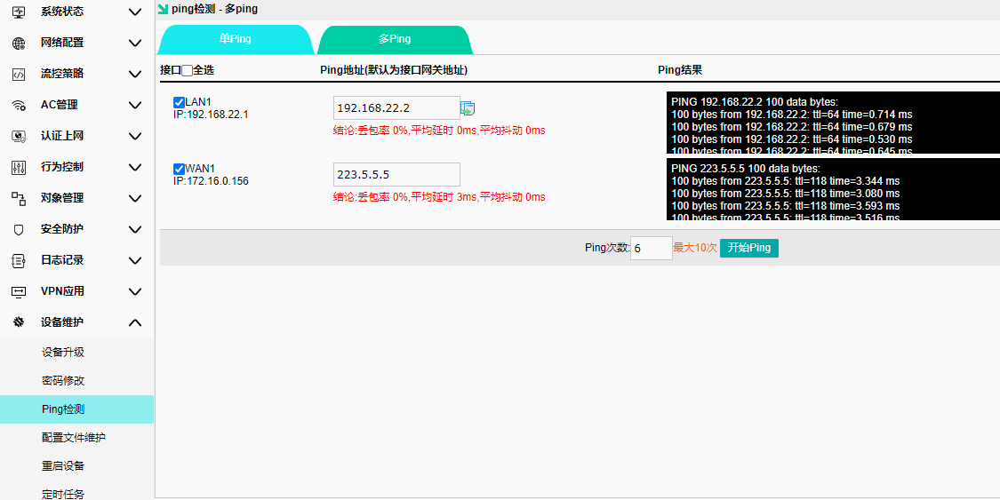 系统状态
网络配置
流控策略
AC管理
认证上网
行为控制
对象管理
安全防护
日志记录
VPN应用
设备维护
设备升级
密码修改
Ping检测
配置文件维护
重启设备
定时任务
ping检测 - 多ping
单Ping
多Ping
接口 全选
Ping地址(默认为接口网关地址)
Ping结果
LAN1
IP:192.168.22.1
192.168.22.2
结论:丢包率 0%,平均延时 0ms,平均抖动 0ms
PING 192.168.22.2 100 data bytes:
100 bytes from 192.168.22.2: ttl=64 time=0.714 ms
100 bytes from 192.168.22.2: ttl=64 time=0.679 ms
100 bytes from 192.168.22.2: ttl=64 time=0.530 ms
100 bytes from 192.168.22.2: ttl=64 time=0.645 ms
WAN1
IP:172.16.0.156
223.5.5.5
结论:丢包率 0%,平均延时 3ms,平均抖动 0ms
PING 223.5.5.5 100 data bytes:
100 bytes from 223.5.5.5: ttl=118 time=3.344 ms
100 bytes from 223.5.5.5: ttl=118 time=3.080 ms
100 bytes from 223.5.5.5: ttl=118 time=3.593 ms
100 bytes from 223.5.5.5: ttl=118 time=3.516 ms
Ping次数: 6 最大10次 开始Ping